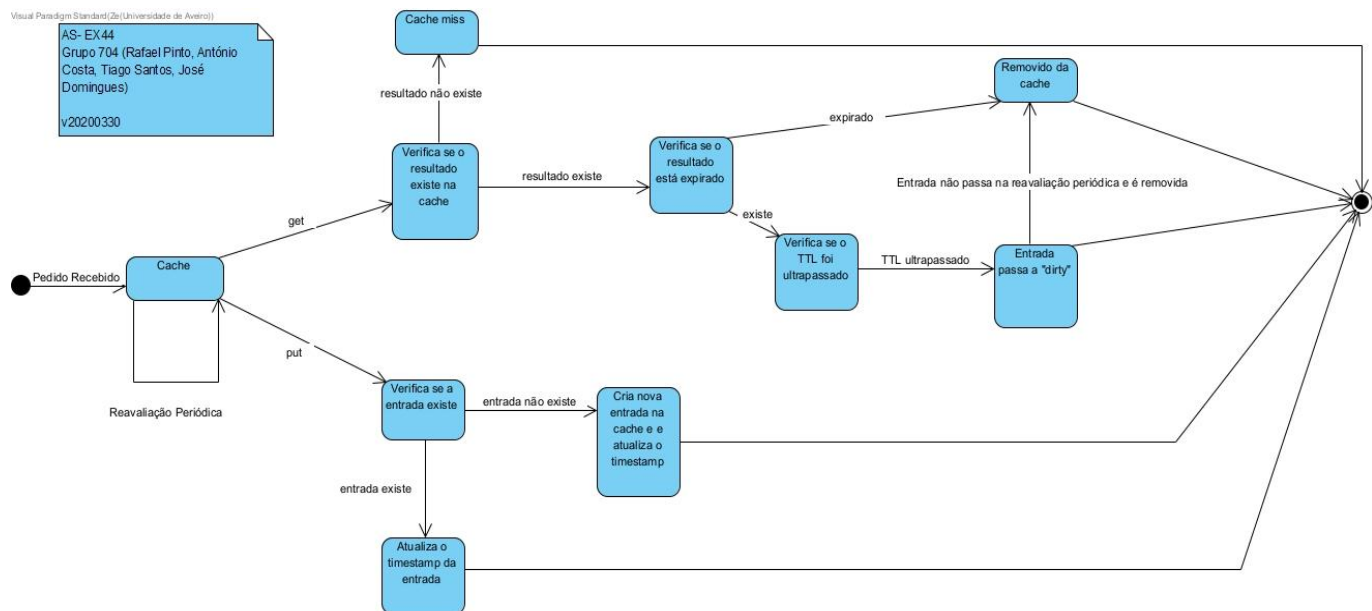 Visual Paradigm Standard(Ze(Universidade de Aveiro))
AS- EX44
Grupo 704 (Rafael Pinto, António
Costa, Tiago Santos, José
Domingues)
v20200330
Cache miss
resultado não existe
Removido da
cache
expirado
Verifica se o
resultado
existe na
cache
resultado existe
Verifica se o
resultado
está expirado
Entrada não passa na reavaliação periódica e é removida
get
existe
Verifica se o
TTL foi
ultrapassado
TTL ultrapassado
Entrada
passa a "dirty"
Pedido Recebido
Cache
put
Reavaliação Periódica
Verifica se a
entrada existe
entrada não existe
Cria nova
entrada na
cache e e
atualiza o
timestamp
entrada existe
Atualiza o
timestamp da
entrada